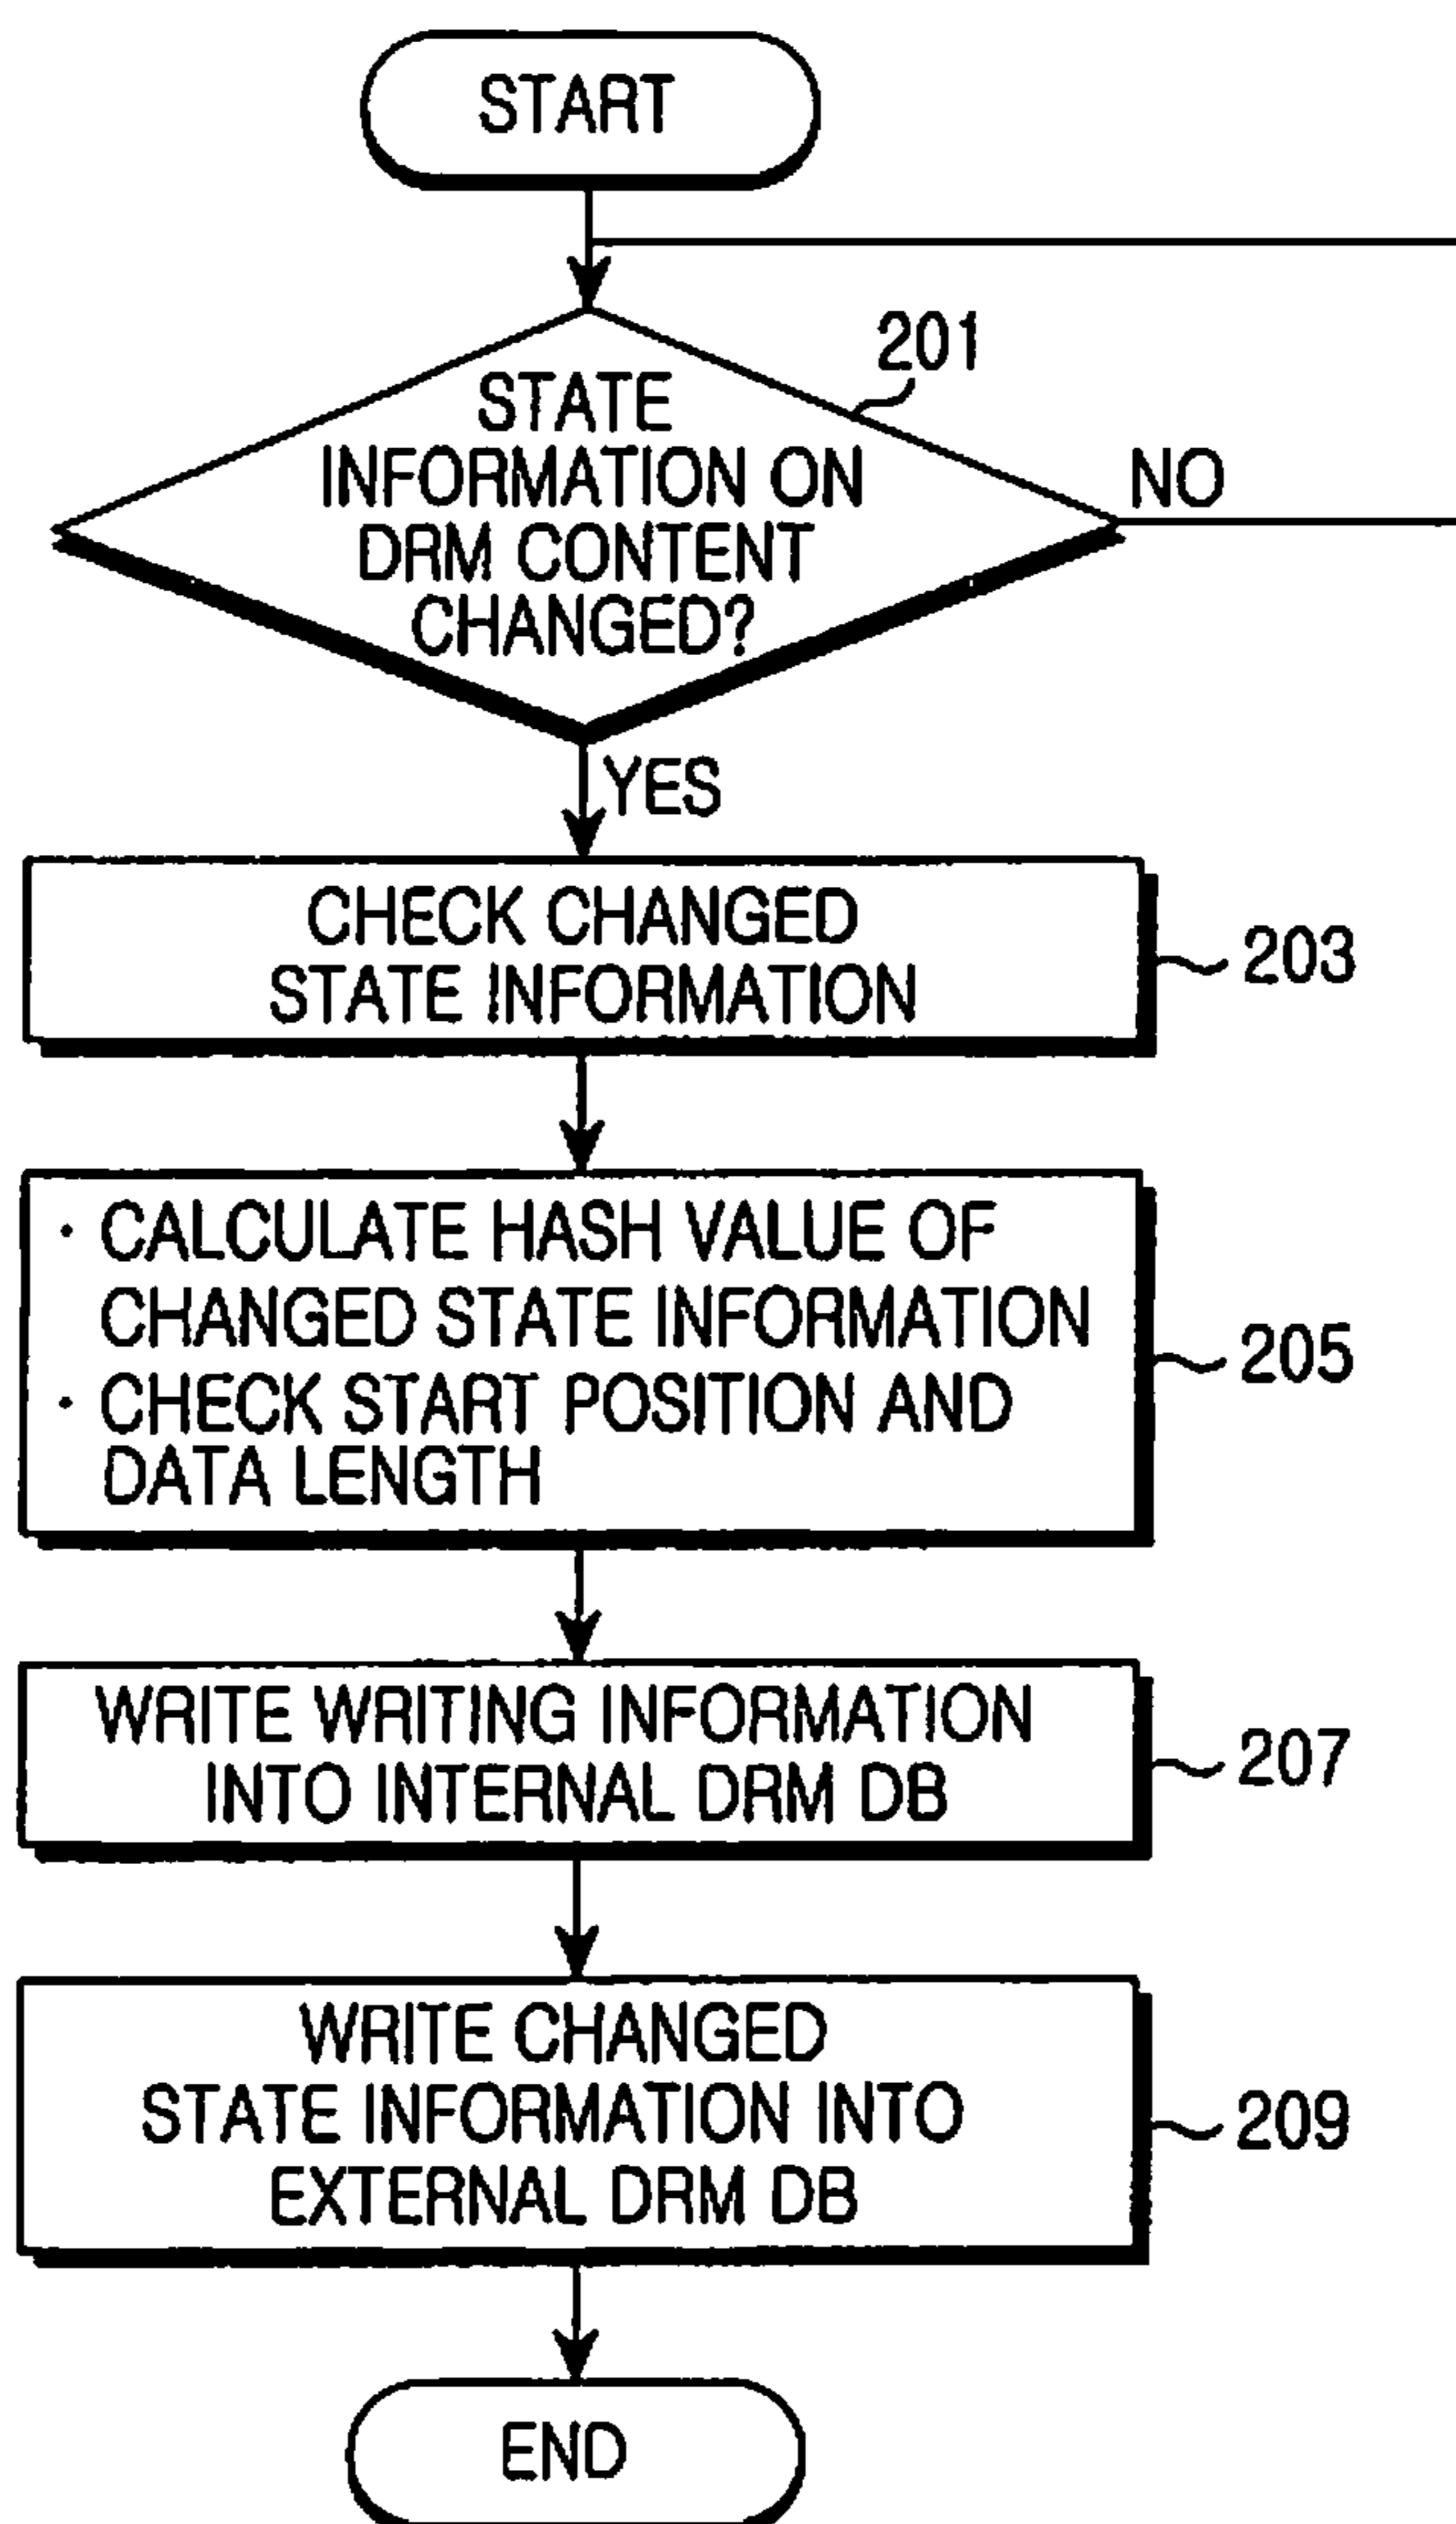 START
201
STATE
INFORMATION ON
DRM CONTENT
CHANGED?
NO
YES
CHECK CHANGED
STATE INFORMATION
203
· CALCULATE HASH VALUE OF
CHANGED STATE INFORMATION
· CHECK START POSITION AND
DATA LENGTH
205
WRITE WRITING INFORMATION
INTO INTERNAL DRM DB
207
WRITE CHANGED
STATE INFORMATION INTO
EXTERNAL DRM DB
209
END